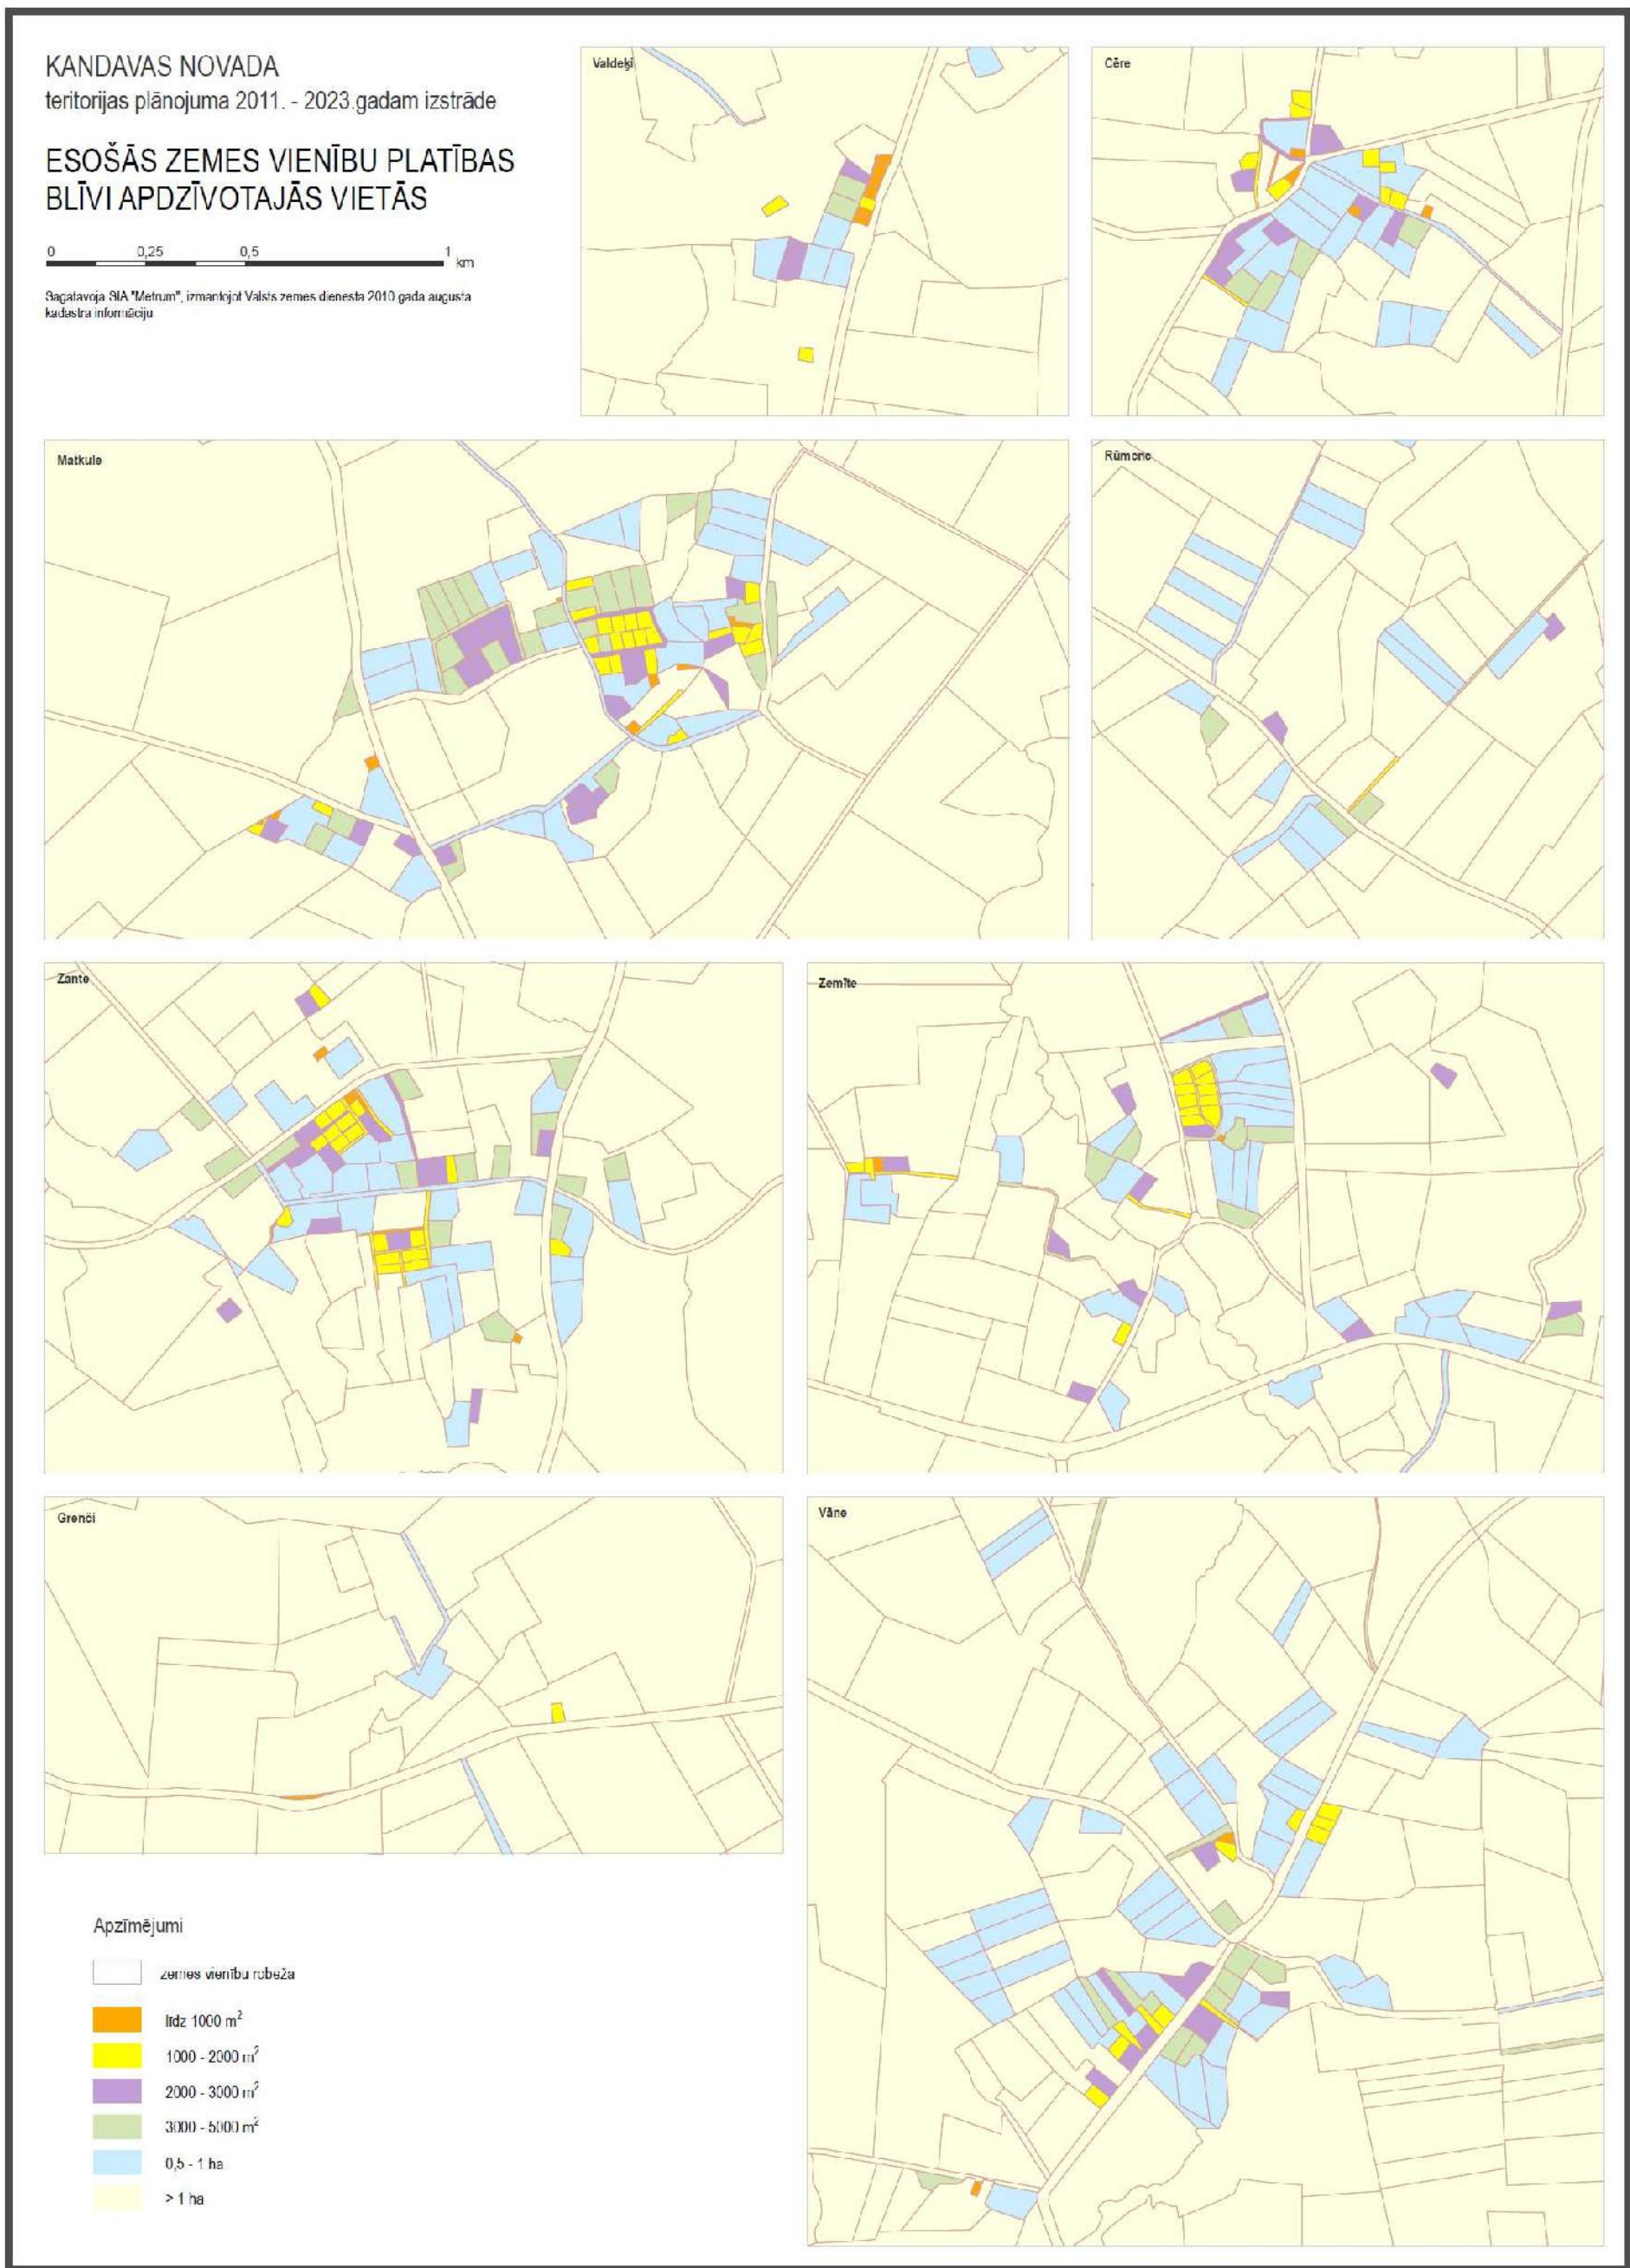 KANDAVAS NOVADA
teritorijas plānojuma 2011. - 2023.gadam izstrāde
ESOŠĀS ZEMES VIENĪBU PLATĪBAS
BLĪVI APDZĪVOTAJĀS VIETĀS
0 0,25 0,5 1
km
Sagatavoja SIA "Metrum", izmantojot Valsts zemes dienesta 2010 gada augusta
kadastra informāciju
Valdeķi
Cēre
Matkule
Rūmene
Zante
Zemīte
Grenči
Vāne
Apzīmējumi
zemes vienību robeža
līdz 1000 m²
1000 - 2000 m²
2000 - 3000 m²
3000 - 5000 m²
0,5 - 1 ha
> 1 ha